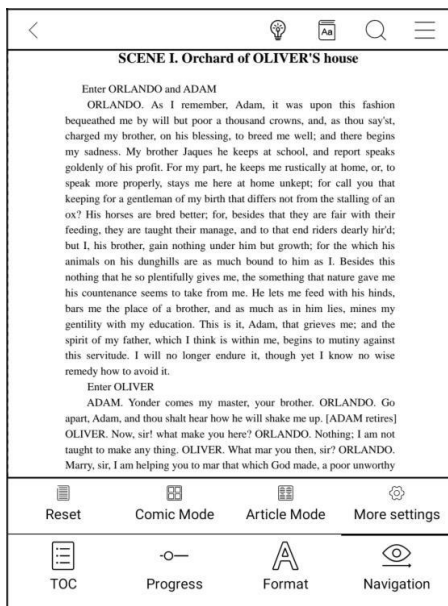 Aa
SCENE I. Orchard of OLIVER'S house
Enter ORLANDO and ADAM
ORLANDO. As I remember, Adam, it was upon this fashion
bequeathed me by will but poor a thousand crowns, and, as thou say'st,
charged my brother, on his blessing, to breed me well; and there begins
my sadness. My brother Jaques he keeps at school, and report speaks
goldenly of his profit. For my part, he keeps me rustically at home, or, to
speak more properly, stays me here at home unkept; for call you that
keeping for a gentleman of my birth that differs not from the stalling of an
ox? His horses are bred better; for, besides that they are fair with their
feeding, they are taught their manage, and to that end riders dearly hir'd;
but I, his brother, gain nothing under him but growth; for the which his
animals on his dunghills are as much bound to him as I. Besides this
nothing that he so plentifully gives me, the something that nature gave me
his countenance seems to take from me. He lets me feed with his hinds,
bars me the place of a brother, and as much as in him lies, mines my
gentility with my education. This is it, Adam, that grieves me; and the
spirit of my father, which I think is within me, begins to mutiny against
this servitude. I will no longer endure it, though yet I know no wise
remedy how to avoid it.
Enter OLIVER
ADAM. Yonder comes my master, your brother. ORLANDO. Go
apart, Adam, and thou shalt hear how he will shake me up. [ADAM retires]
OLIVER. Now, sir! what make you here? ORLANDO. Nothing; I am not
taught to make any thing. OLIVER. What mar you then, sir? ORLANDO.
Marry, sir, I am helping you to mar that which God made, a poor unworthy
Reset Comic Mode Article Mode More settings
TOC Progress Format Navigation